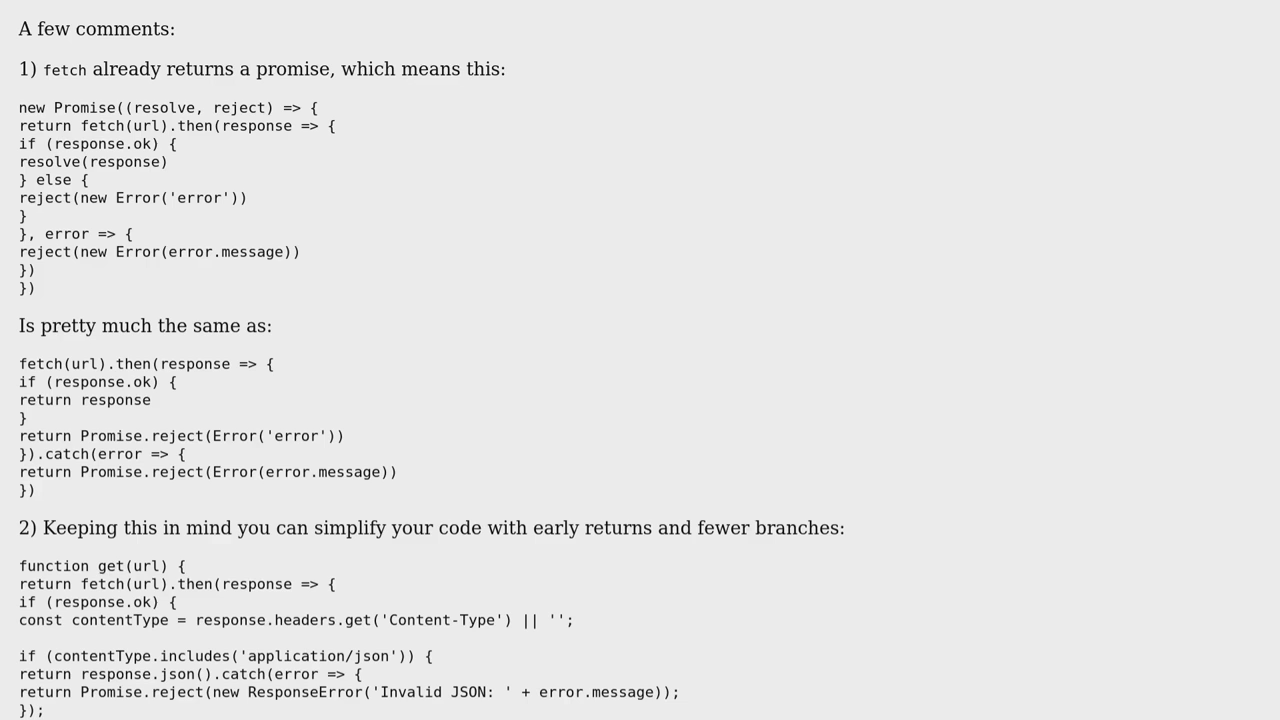 A few comments:
1) fetch already returns a promise, which means this:
new Promise((resolve, reject) => {
return fetch(url).then(response => {
if (response.ok) {
resolve(response)
} else {
reject(new Error('error'))
}
}, error => {
reject(new Error(error.message))
})
})
Is pretty much the same as:
fetch(url).then(response => {
if (response.ok) {
return response
}
return Promise.reject(Error('error'))
}).catch(error => {
return Promise.reject(Error(error.message))
})
2) Keeping this in mind you can simplify your code with early returns and fewer branches:
function get(url) {
return fetch(url).then(response => {
if (response.ok) {
const contentType = response.headers.get('Content-Type') || '';
if (contentType.includes('application/json')) {
return response.json().catch(error => {
return Promise.reject(new ResponseError('Invalid JSON: ' + error.message));
});